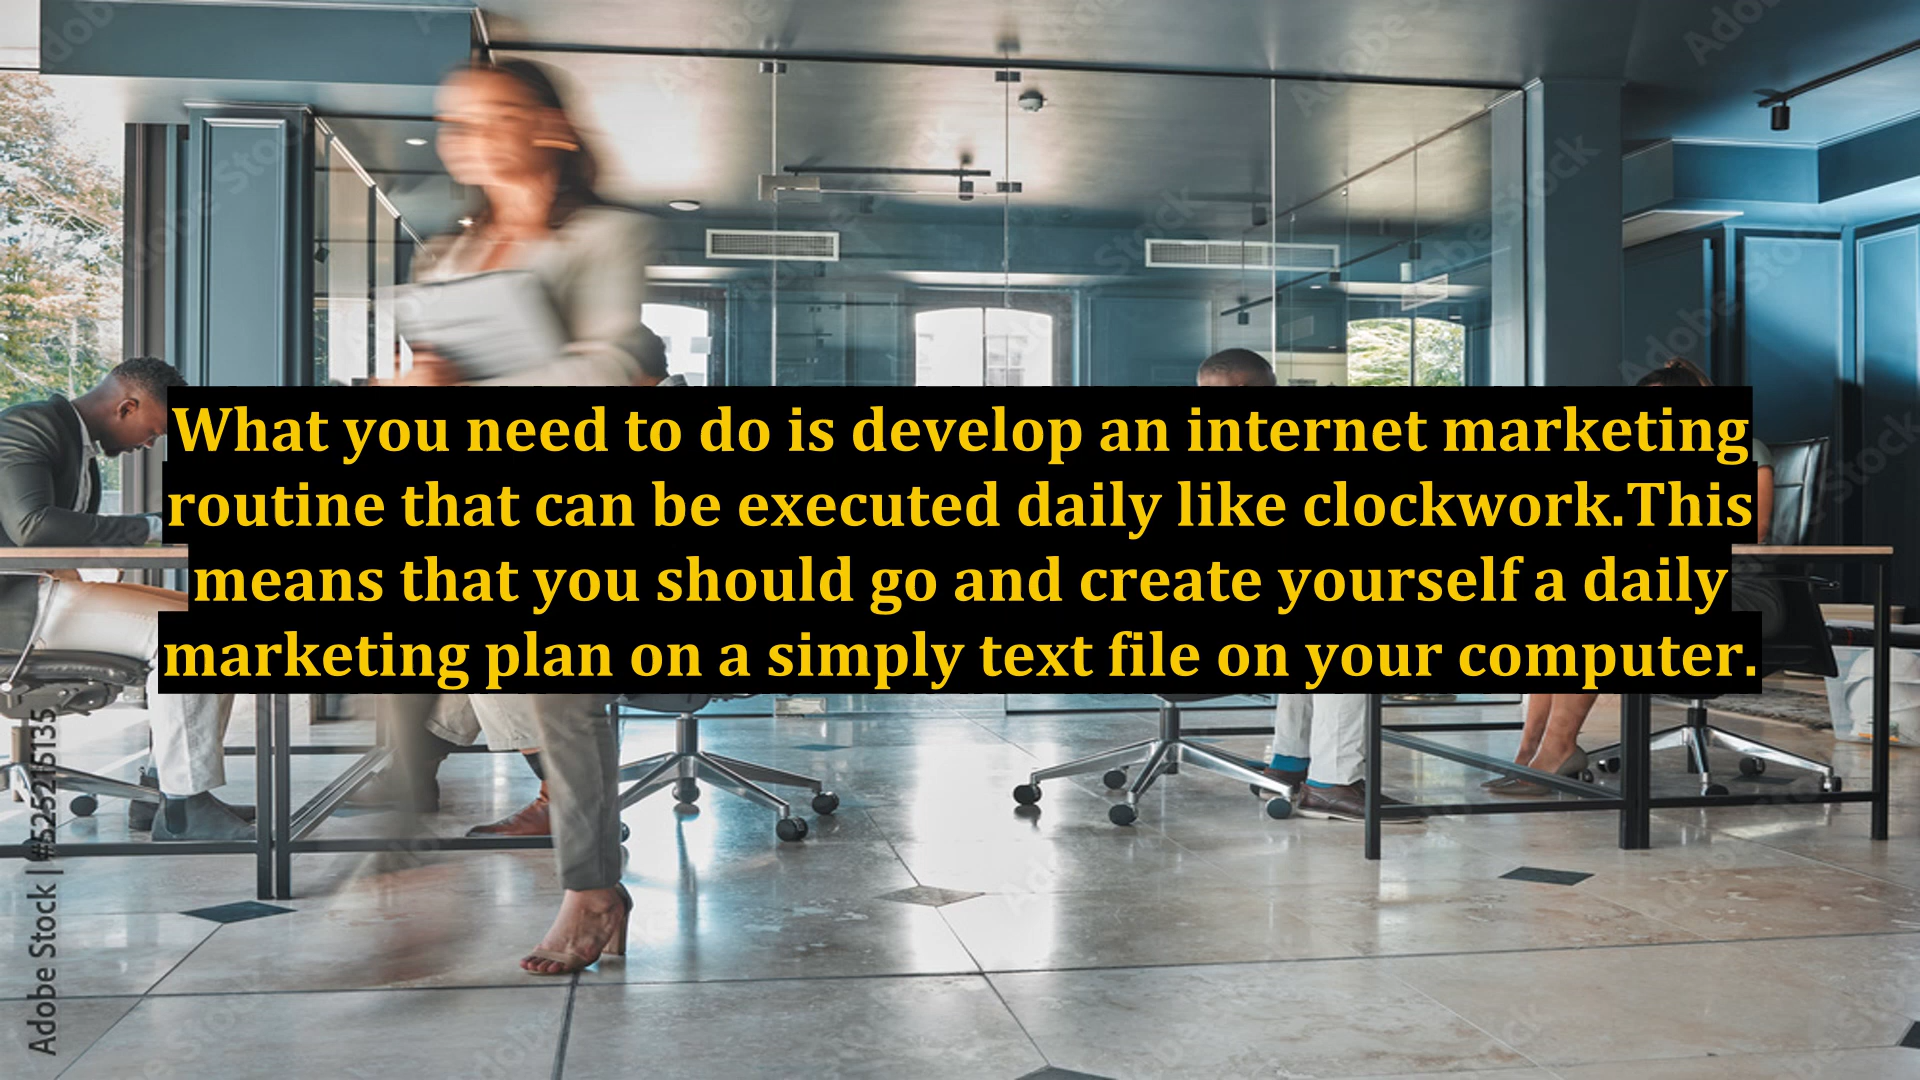 What you need to do is develop an internet marketing
routine that can be executed daily like clockwork.This
means that you should go and create yourself a daily
marketing plan on a simply text file on your computer.
Adobe Stock | #525215135
Adobe Stock